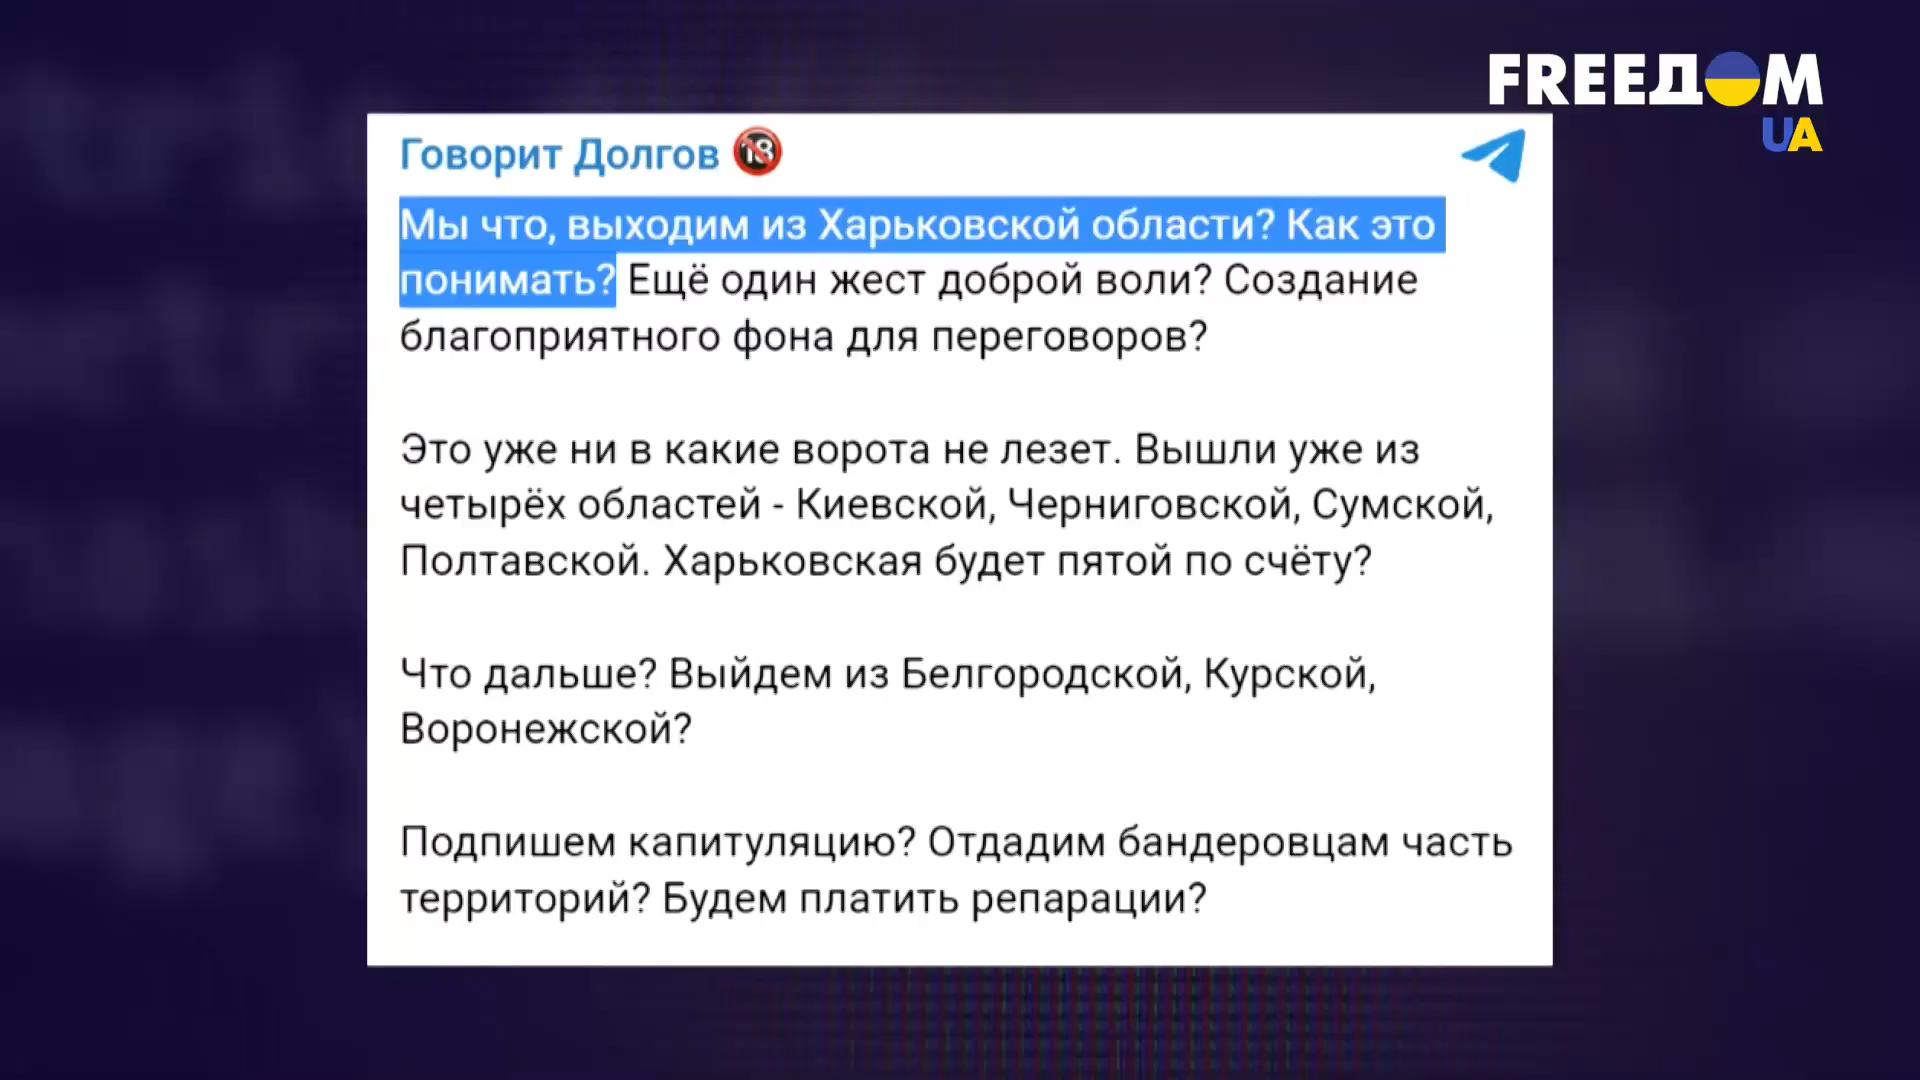 FREEДOM
UA
Говорит Долгов 🔞
Мы что, выходим из Харьковской области? Как это
понимать? Ещё один жест доброй воли? Создание
благоприятного фона для переговоров?
Это уже ни в какие ворота не лезет. Вышли уже из
четырёх областей - Киевской, Черниговской, Сумской,
Полтавской. Харьковская будет пятой по счёту?
Что дальше? Выйдем из Белгородской, Курской,
Воронежской?
Подпишем капитуляцию? Отдадим бандеровцам часть
территорий? Будем платить репарации?